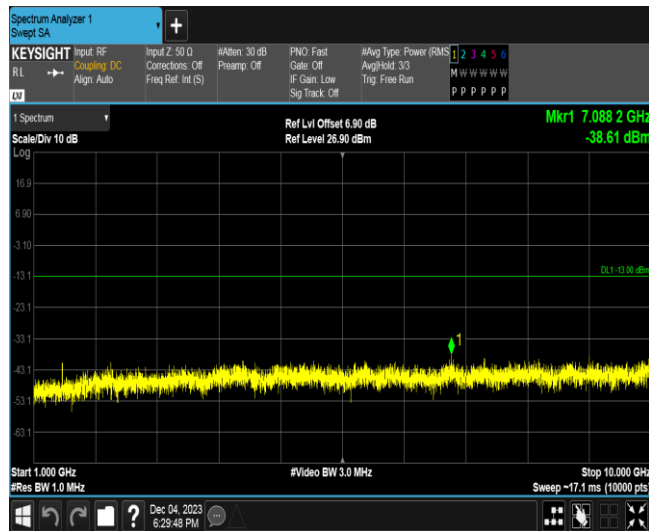 Spectrum Analyzer 1
Swept SA
KEYSIGHT
RL
LXI
Input: RF
Coupling: DC
Align: Auto
Input Z: 50 Ω
Corrections: Off
Freq Ref: Int (S)
#Atten: 30 dB
Preamp: Off
PNO: Fast
Gate: Off
IF Gain: Low
Sig Track: Off
#Avg Type: Power (RMS
Avg|Hold: 3/3
Trig: Free Run
1 2 3 4 5 6
M W W W W W
P P P P P P
1 Spectrum
Scale/Div 10 dB
Log
Ref Lvl Offset 6.90 dB
Ref Level 26.90 dBm
Mkr1 7.088 2 GHz
-38.61 dBm
16.9
6.90
-3.10
-13.1
DL1 -13.00 dBm
-23.1
-33.1
1
-43.1
-53.1
-63.1
Start 1.000 GHz
#Video BW 3.0 MHz
Stop 10.000 GHz
#Res BW 1.0 MHz
Sweep ~17.1 ms (10000 pts)
?
Dec 04, 2023
6:29:48 PM